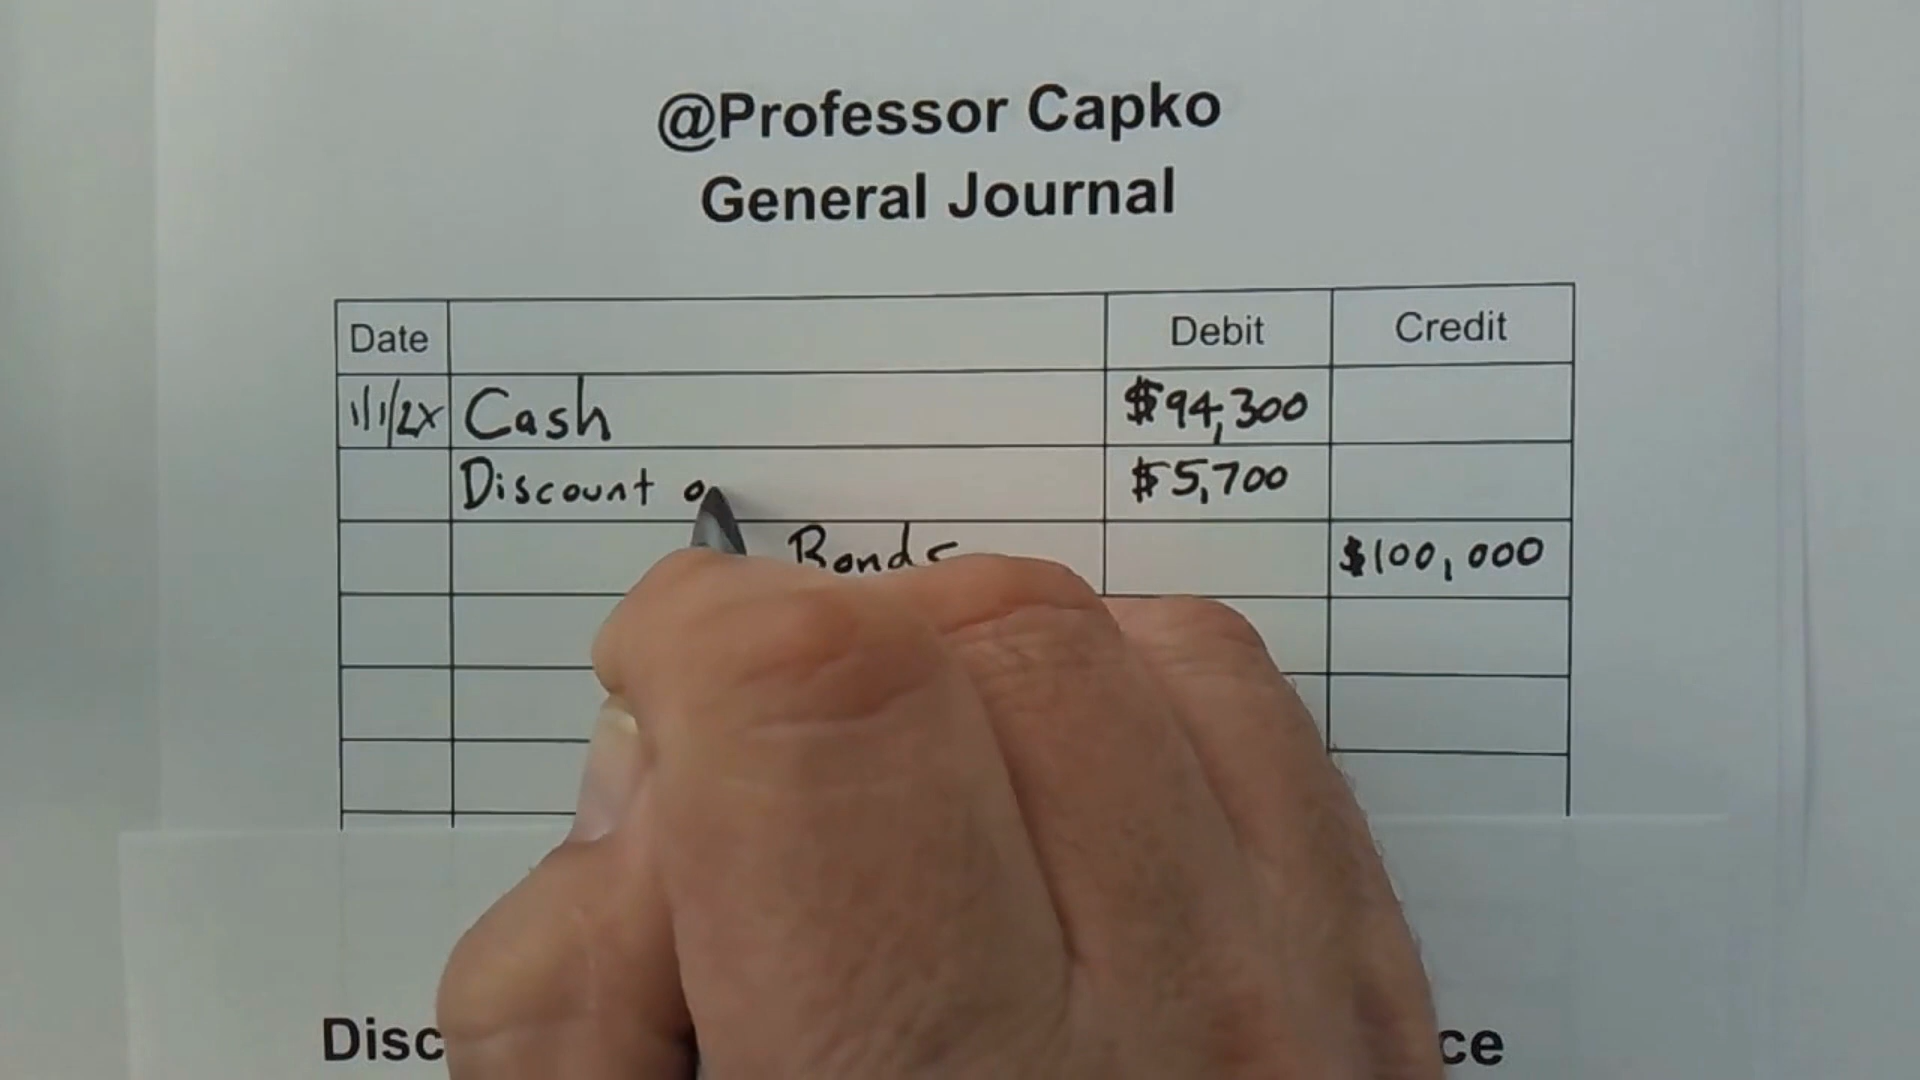 @Professor Capko
General Journal
Date Debit Credit
1/1/2X Cash $94,300
Discount o $5,700
Bonds $100,000
Disc ce